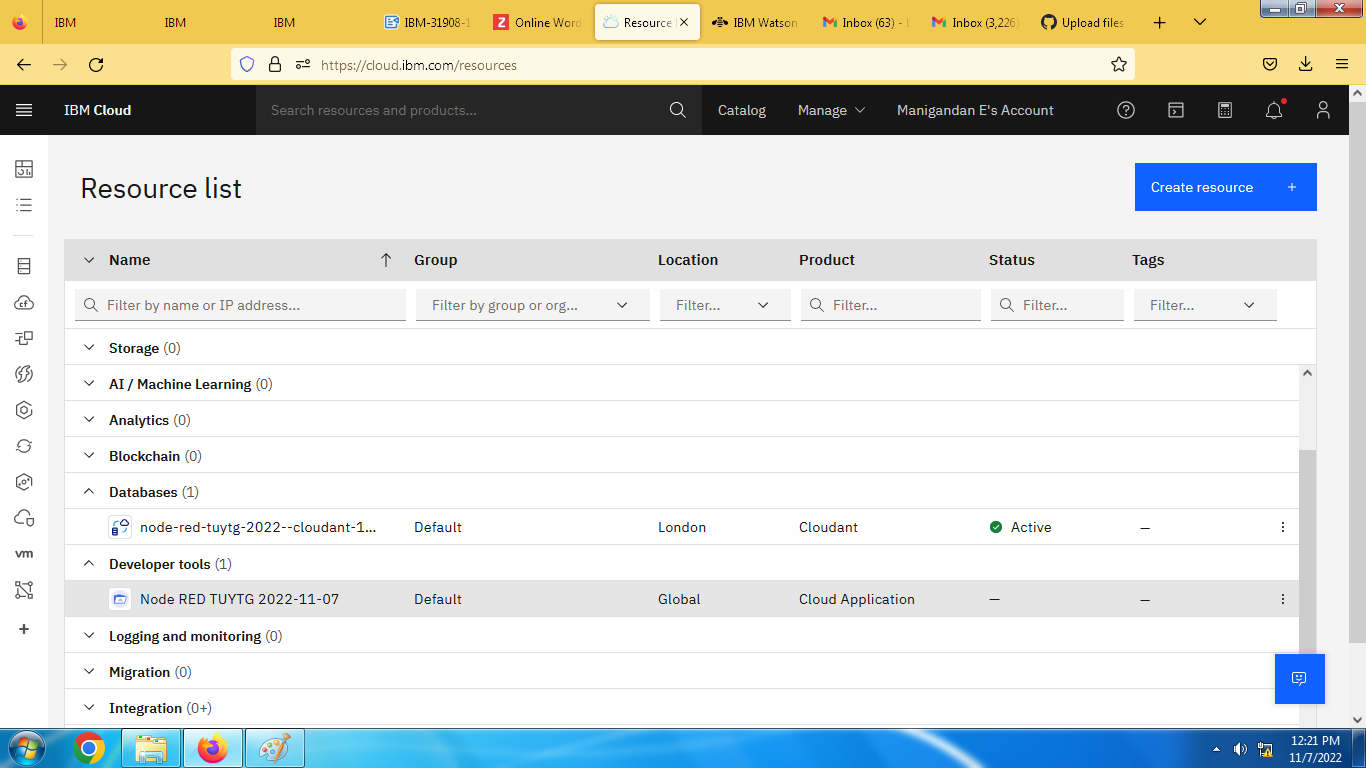 IBM IBM IBM IBM-31908-1 Online Word Resource IBM Watson Inbox (63) - Inbox (3,226) Upload files
https://cloud.ibm.com/resources
IBM Cloud Search resources and products... Catalog Manage Manigandan E's Account
Resource list
Create resource +
Name Group Location Product Status Tags
Filter by name or IP address... Filter by group or org... Filter... Filter... Filter... Filter...
Storage (0)
AI / Machine Learning (0)
Analytics (0)
Blockchain (0)
Databases (1)
node-red-tuytg-2022--cloudant-1... Default London Cloudant Active —
Developer tools (1)
Node RED TUYTG 2022-11-07 Default Global Cloud Application — —
Logging and monitoring (0)
Migration (0)
Integration (0+)
cf
vm
12:21 PM
11/7/2022